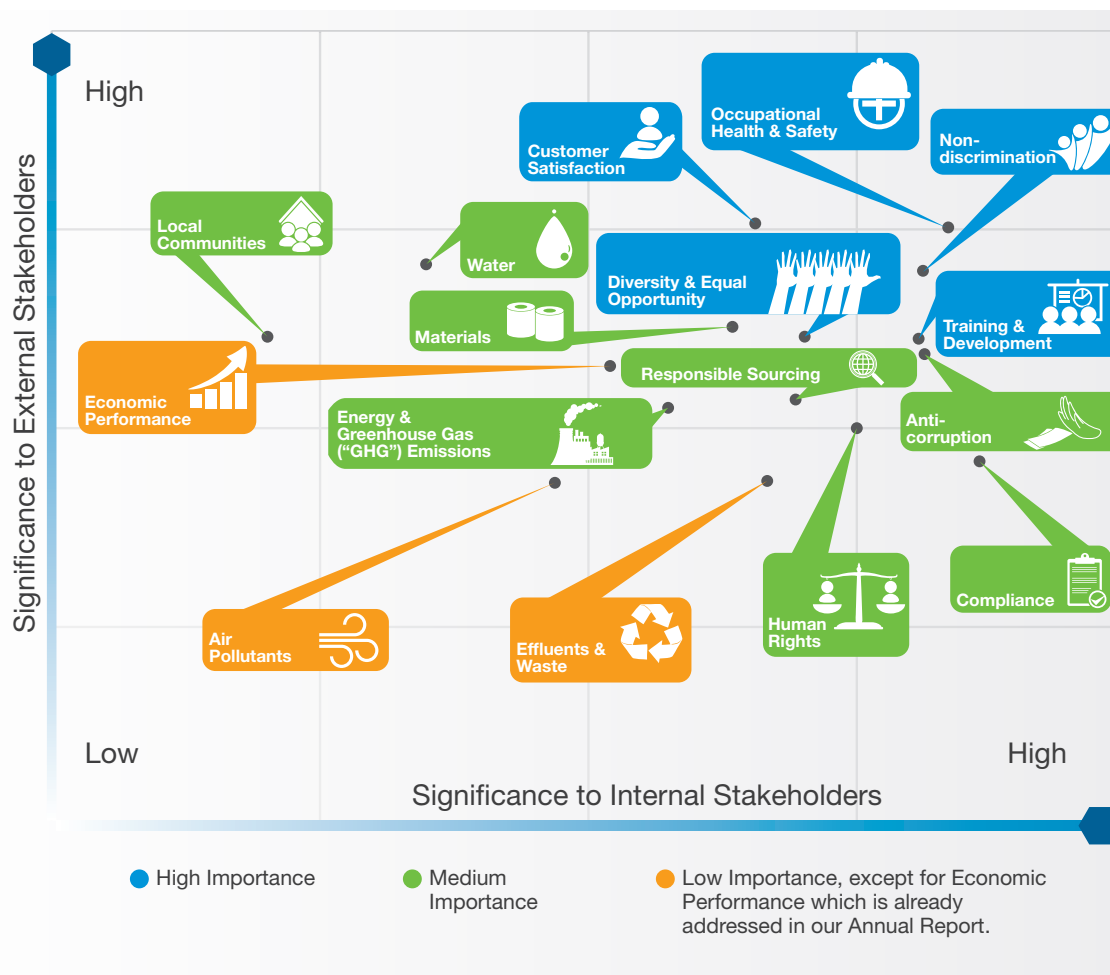 High
Significance to External Stakeholders
Occupational
Health & Safety
Customer
Satisfaction
Non-
discrimination
Local
Communities
Water
Diversity & Equal
Opportunity
Materials
Training &
Development
Responsible Sourcing
Economic
Performance
Energy &
Greenhouse Gas
(“GHG”) Emissions
Anti-
corruption
Compliance
Human
Rights
Air
Pollutants
Effluents &
Waste
Low
High
Significance to Internal Stakeholders
High Importance
Medium
Importance
Low Importance, except for Economic
Performance which is already
addressed in our Annual Report.